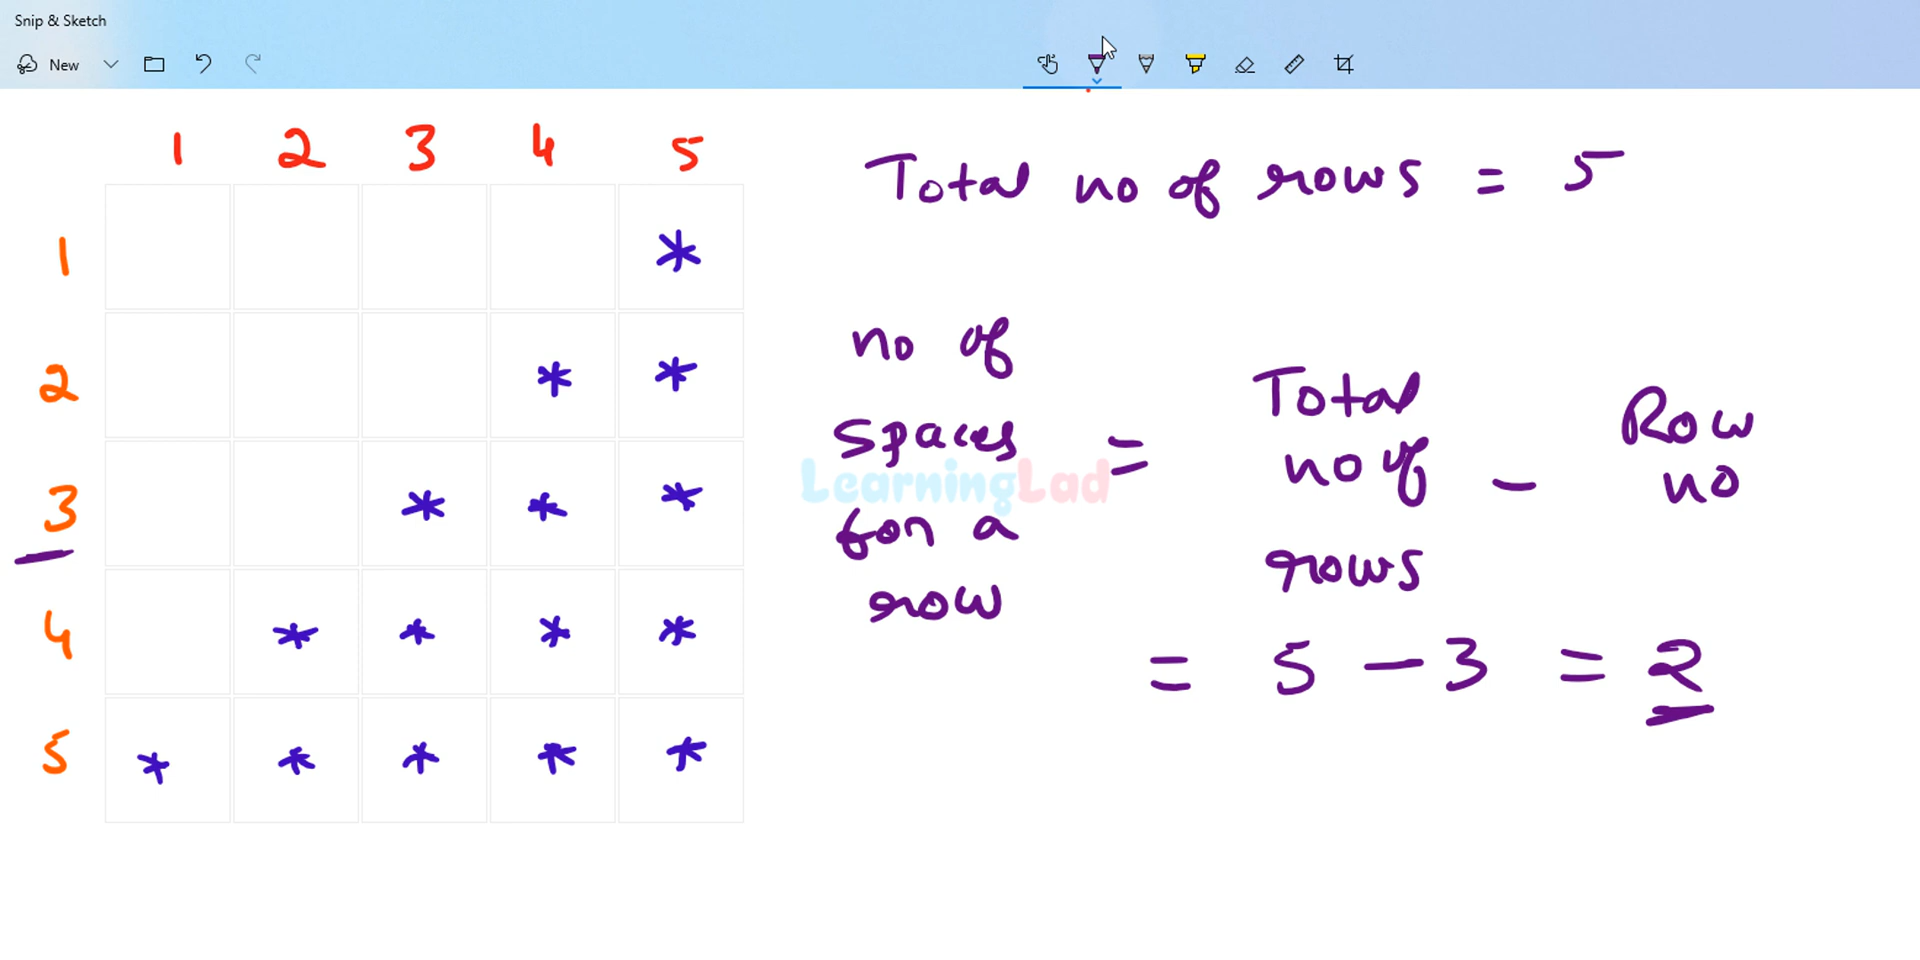 Snip & Sketch
New
1 2 3 4 5
Total no of rows = 5
1 *
2 * *
3 * * *
4 * * * *
5 * * * * *
no of
spaces
for a
row
=
Total
no of
rows
-
Row
no
= 5 - 3 = 2
LearningLad